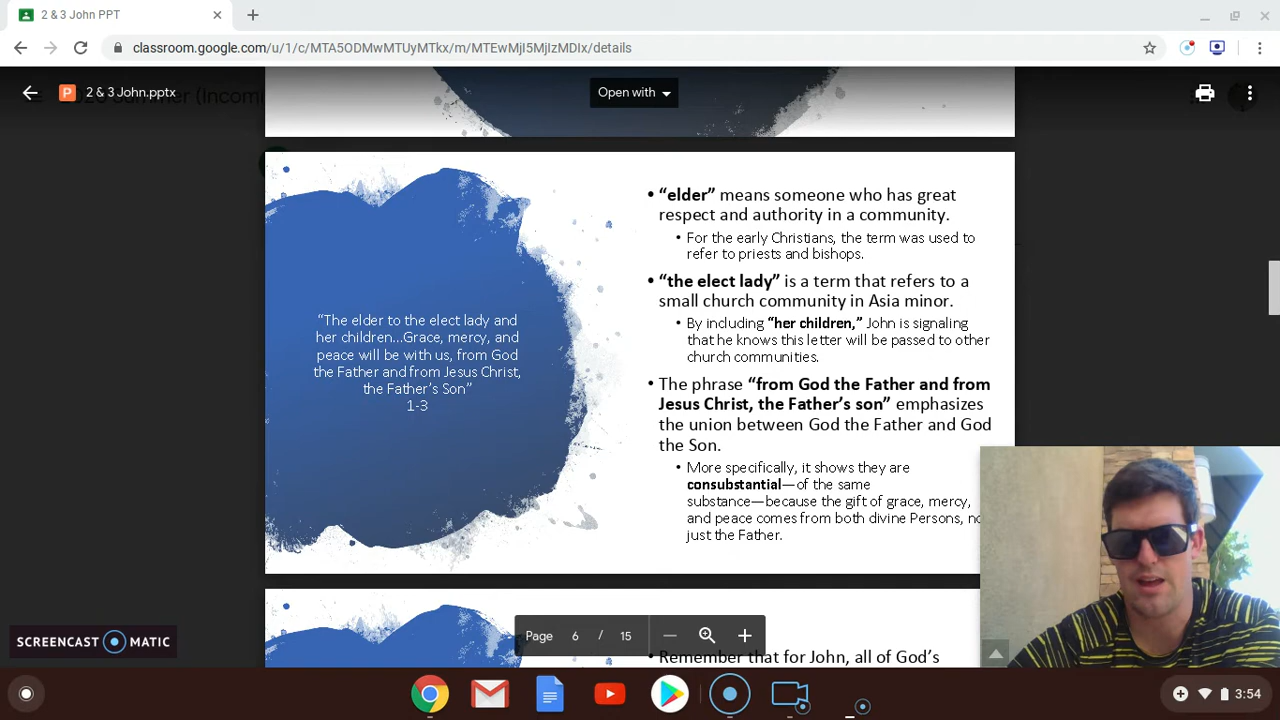 2 & 3 John PPT
classroom.google.com/u/1/c/MTA5ODMwMTUyMTkx/m/MTEwMjI5MjIzMDIx/details
2 & 3 John.pptx
Open with
"The elder to the elect lady and
her children...Grace, mercy, and
peace will be with us, from God
the Father and from Jesus Christ,
the Father's Son"
1-3
• "elder" means someone who has great
respect and authority in a community.
• For the early Christians, the term was used to
refer to priests and bishops.
• "the elect lady" is a term that refers to a
small church community in Asia minor.
• By including "her children," John is signaling
that he knows this letter will be passed to other
church communities.
• The phrase "from God the Father and from
Jesus Christ, the Father's son" emphasizes
the union between God the Father and God
the Son.
• More specifically, it shows they are
consubstantial—of the same
substance—because the gift of grace, mercy,
and peace comes from both divine Persons, no
just the Father.
Page 6 / 15
• Remember that for John, all of God's
SCREENCAST MATIC
3:54